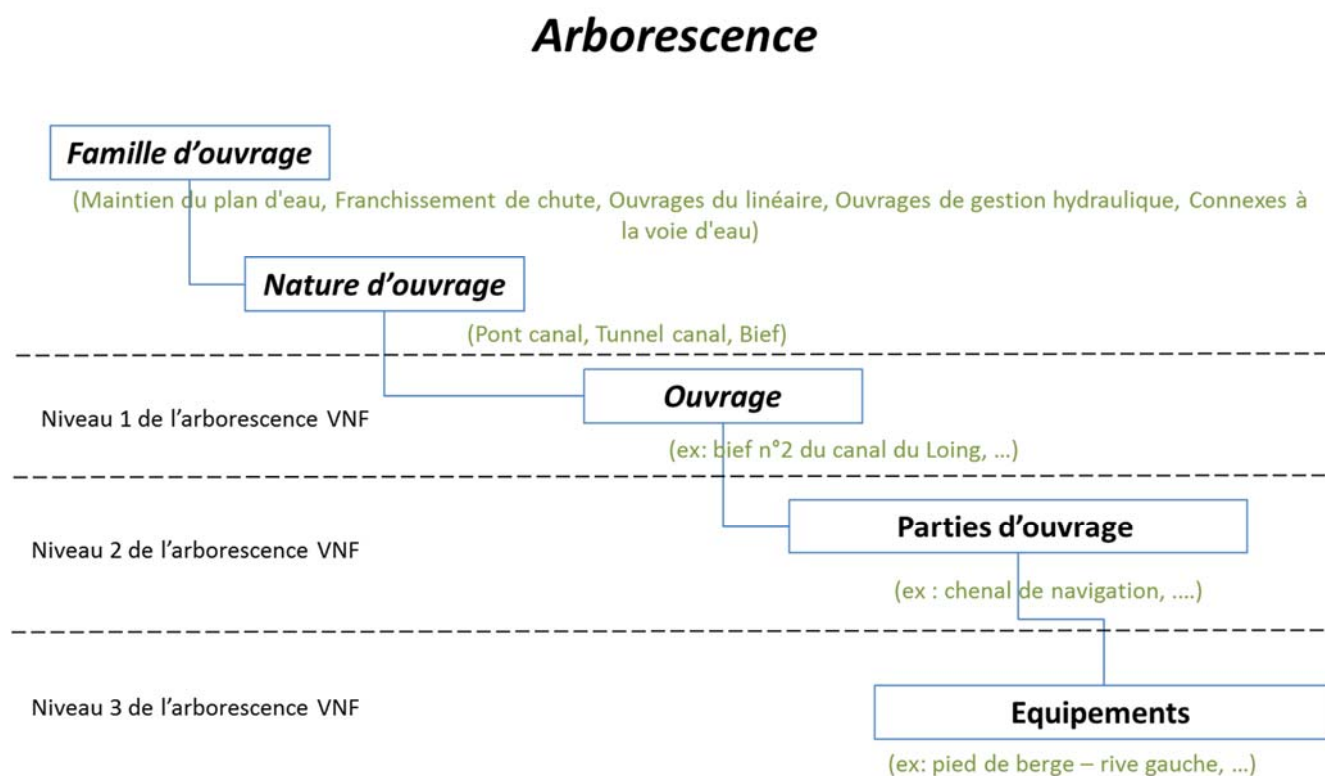 Arborescence
Famille d’ouvrage
(Maintien du plan d'eau, Franchissement de chute, Ouvrages du linéaire, Ouvrages de gestion hydraulique, Connexes à
la voie d'eau)
Nature d’ouvrage
(Pont canal, Tunnel canal, Bief)
Ouvrage
Niveau 1 de l’arborescence VNF
(ex: bief n°2 du canal du Loing, ...)
Parties d’ouvrage
Niveau 2 de l’arborescence VNF
(ex : chenal de navigation, ....)
Niveau 3 de l’arborescence VNF
Equipements
(ex: pied de berge – rive gauche, ...)